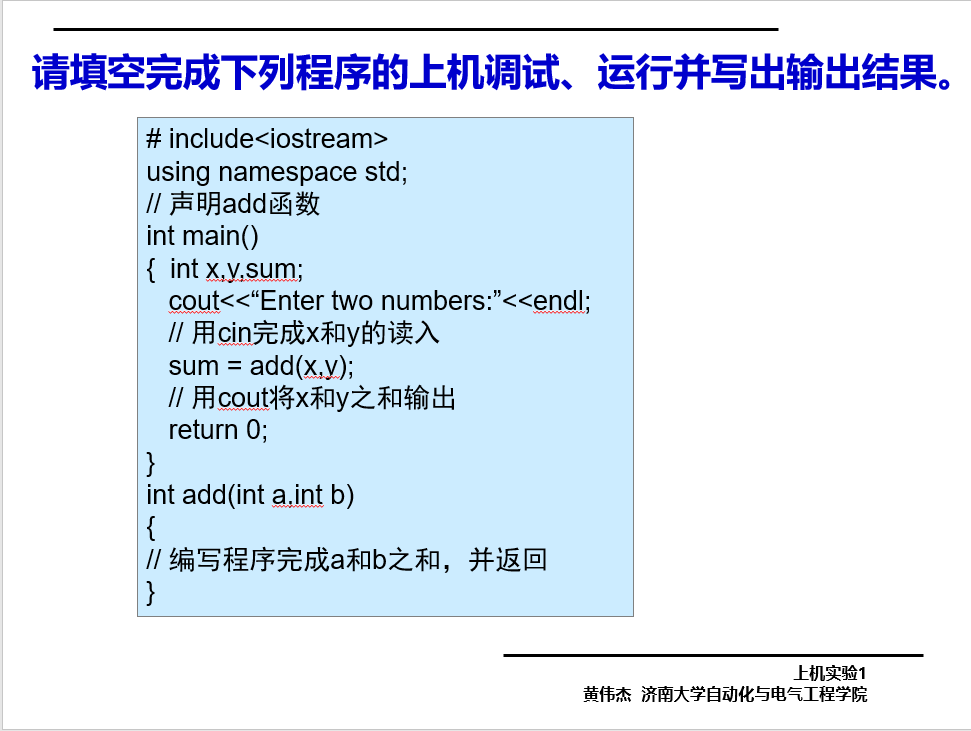 请填空完成下列程序的上机调试、运行并写出输出结果。
# include<iostream>
using namespace std;
// 声明add函数
int main()
{  int x,y,sum;
   cout<<“Enter two numbers:”<<endl;
   // 用cin完成x和y的读入
   sum = add(x,y);
   // 用cout将x和y之和输出
   return 0;
}
int add(int a,int b)
{
// 编写程序完成a和b之和，并返回
}
上机实验1
黄伟杰  济南大学自动化与电气工程学院